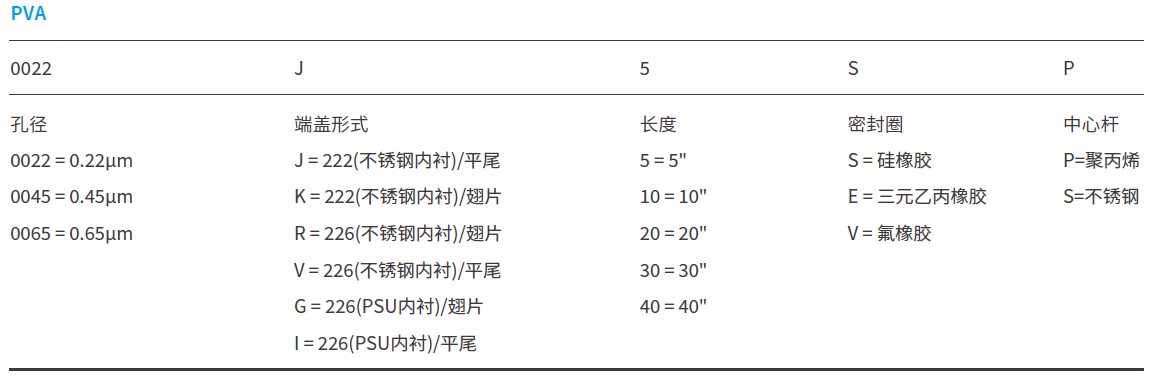 PVA
0022 J 5 S P
孔径 端盖形式 长度 密封圈 中心杆
0022 = 0.22μm J = 222(不锈钢内衬)/平尾 5 = 5" S = 硅橡胶 P=聚丙烯
0045 = 0.45μm K = 222(不锈钢内衬)/翅片 10 = 10" E = 三元乙丙橡胶 S=不锈钢
0065 = 0.65μm R = 226(不锈钢内衬)/翅片 20 = 20" V = 氟橡胶
V = 226(不锈钢内衬)/平尾 30 = 30"
G = 226(PSU内衬)/翅片 40 = 40"
I = 226(PSU内衬)/平尾